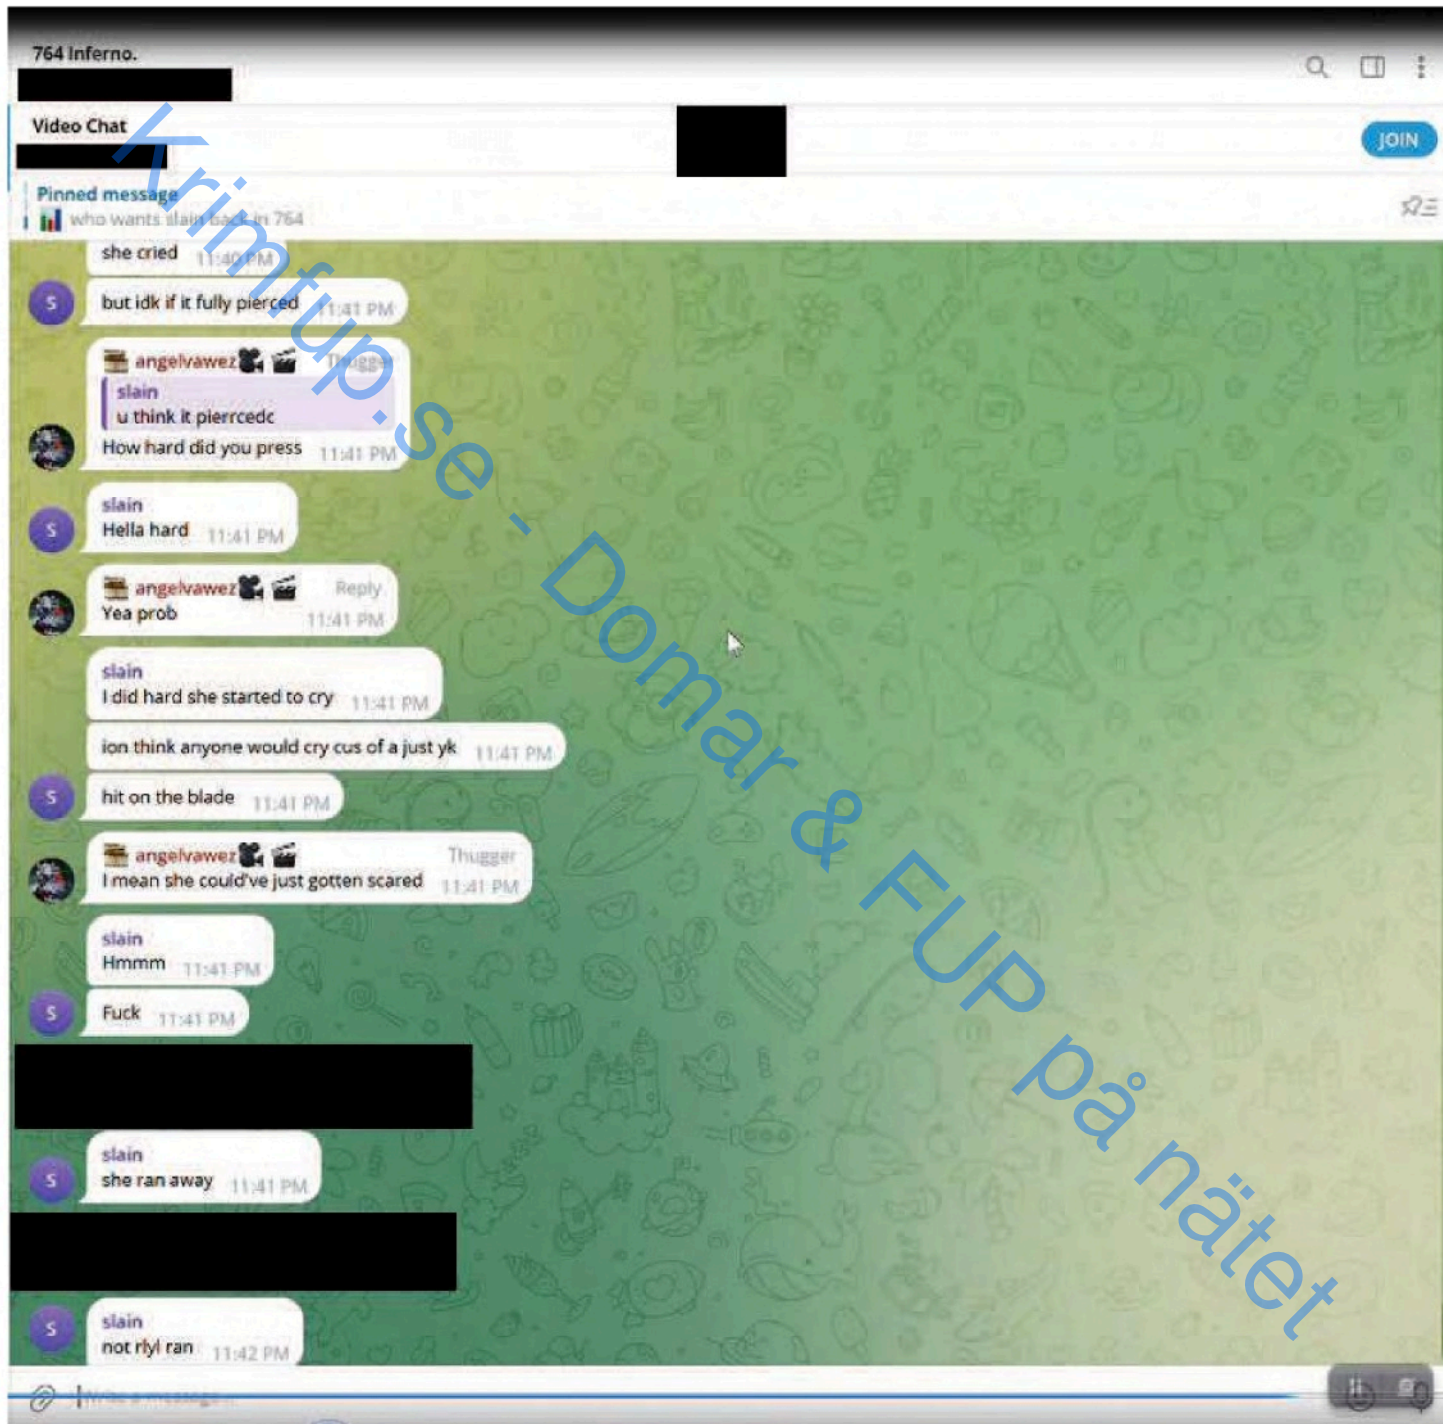 764 Inferno.
Video Chat
JOIN
Pinned message
who wants slain back in 764
she cried 11:40 PM
S
but idk if it fully pierced 11:41 PM
angelvawez Thugger
slain
u think it pierrcedc
How hard did you press 11:41 PM
slain
S
Hella hard 11:41 PM
angelvawez Reply
Yea prob 11:41 PM
slain
I did hard she started to cry 11:41 PM
ion think anyone would cry cus of a just yk 11:41 PM
S
hit on the blade 11:41 PM
angelvawez Thugger
I mean she could've just gotten scared 11:41 PM
slain
Hmmm 11:41 PM
S
Fuck 11:41 PM
slain
S
she ran away 11:41 PM
slain
S
not rlyl ran 11:42 PM
Write a message...
Krimfup.se - Domar & FUP på nätet